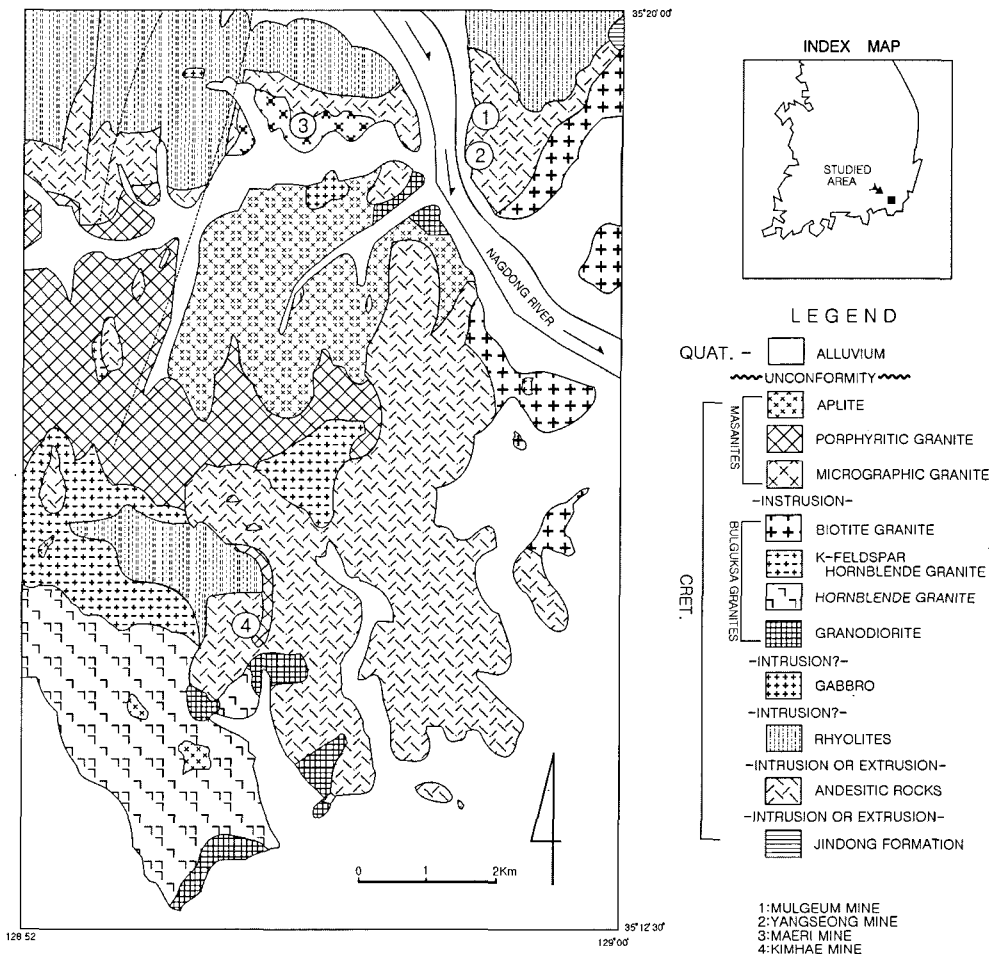 35°20′00″
3
1
2
NAGDONG RIVER
4
0 1 2Km
128 52
35°12′30″
129°00′
INDEX MAP
STUDIED
AREA
LEGEND
QUAT. - ALLUVIUM
UNCONFORMITY
CRET.
MASANITES
APLITE
PORPHYRITIC GRANITE
MICROGRAPHIC GRANITE
-INSTRUSION-
BULGUKSA GRANITES
BIOTITE GRANITE
K-FELDSPAR
HORNBLENDE GRANITE
HORNBLENDE GRANITE
GRANODIORITE
-INTRUSION?-
GABBRO
-INTRUSION?-
RHYOLITES
-INTRUSION OR EXTRUSION-
ANDESITIC ROCKS
-INTRUSION OR EXTRUSION-
JINDONG FORMATION
1:MULGEUM MINE
2:YANGSEONG MINE
3:MAERI MINE
4:KIMHAE MINE